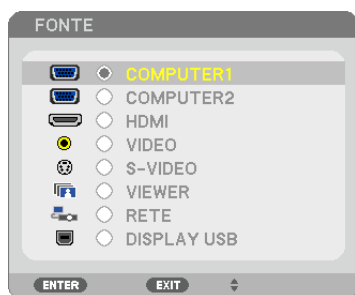 FONTE
COMPUTER1
COMPUTER2
HDMI
VIDEO
S-VIDEO
VIEWER
RETE
DISPLAY USB
ENTER EXIT